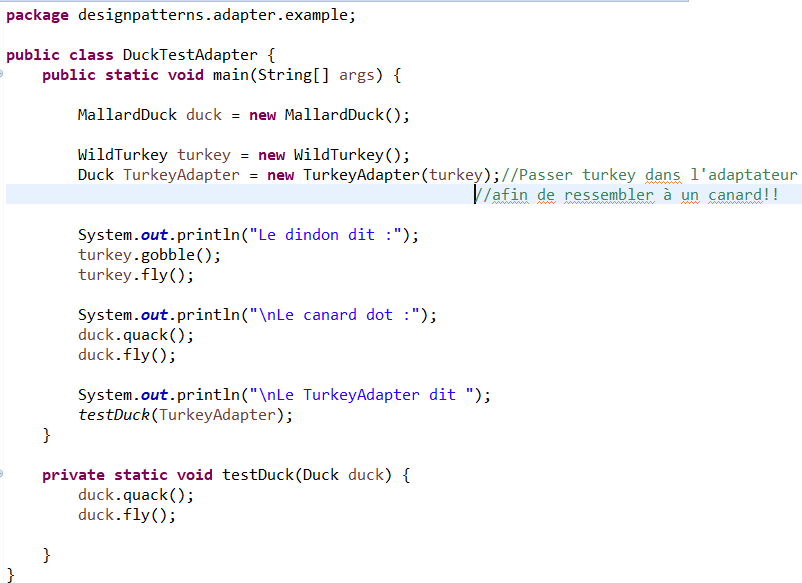 package designpatterns.adapter.example;
public class DuckTestAdapter {
public static void main(String[] args) {
MallardDuck duck = new MallardDuck();
WildTurkey turkey = new WildTurkey();
Duck TurkeyAdapter = new TurkeyAdapter(turkey);//Passer turkey dans l'adaptateur
//afin de ressembler à un canard!!
System.out.println("Le dindon dit :");
turkey.gobble();
turkey.fly();
System.out.println("\nLe canard dot :");
duck.quack();
duck.fly();
System.out.println("\nLe TurkeyAdapter dit ");
testDuck(TurkeyAdapter);
}
private static void testDuck(Duck duck) {
duck.quack();
duck.fly();
}
}